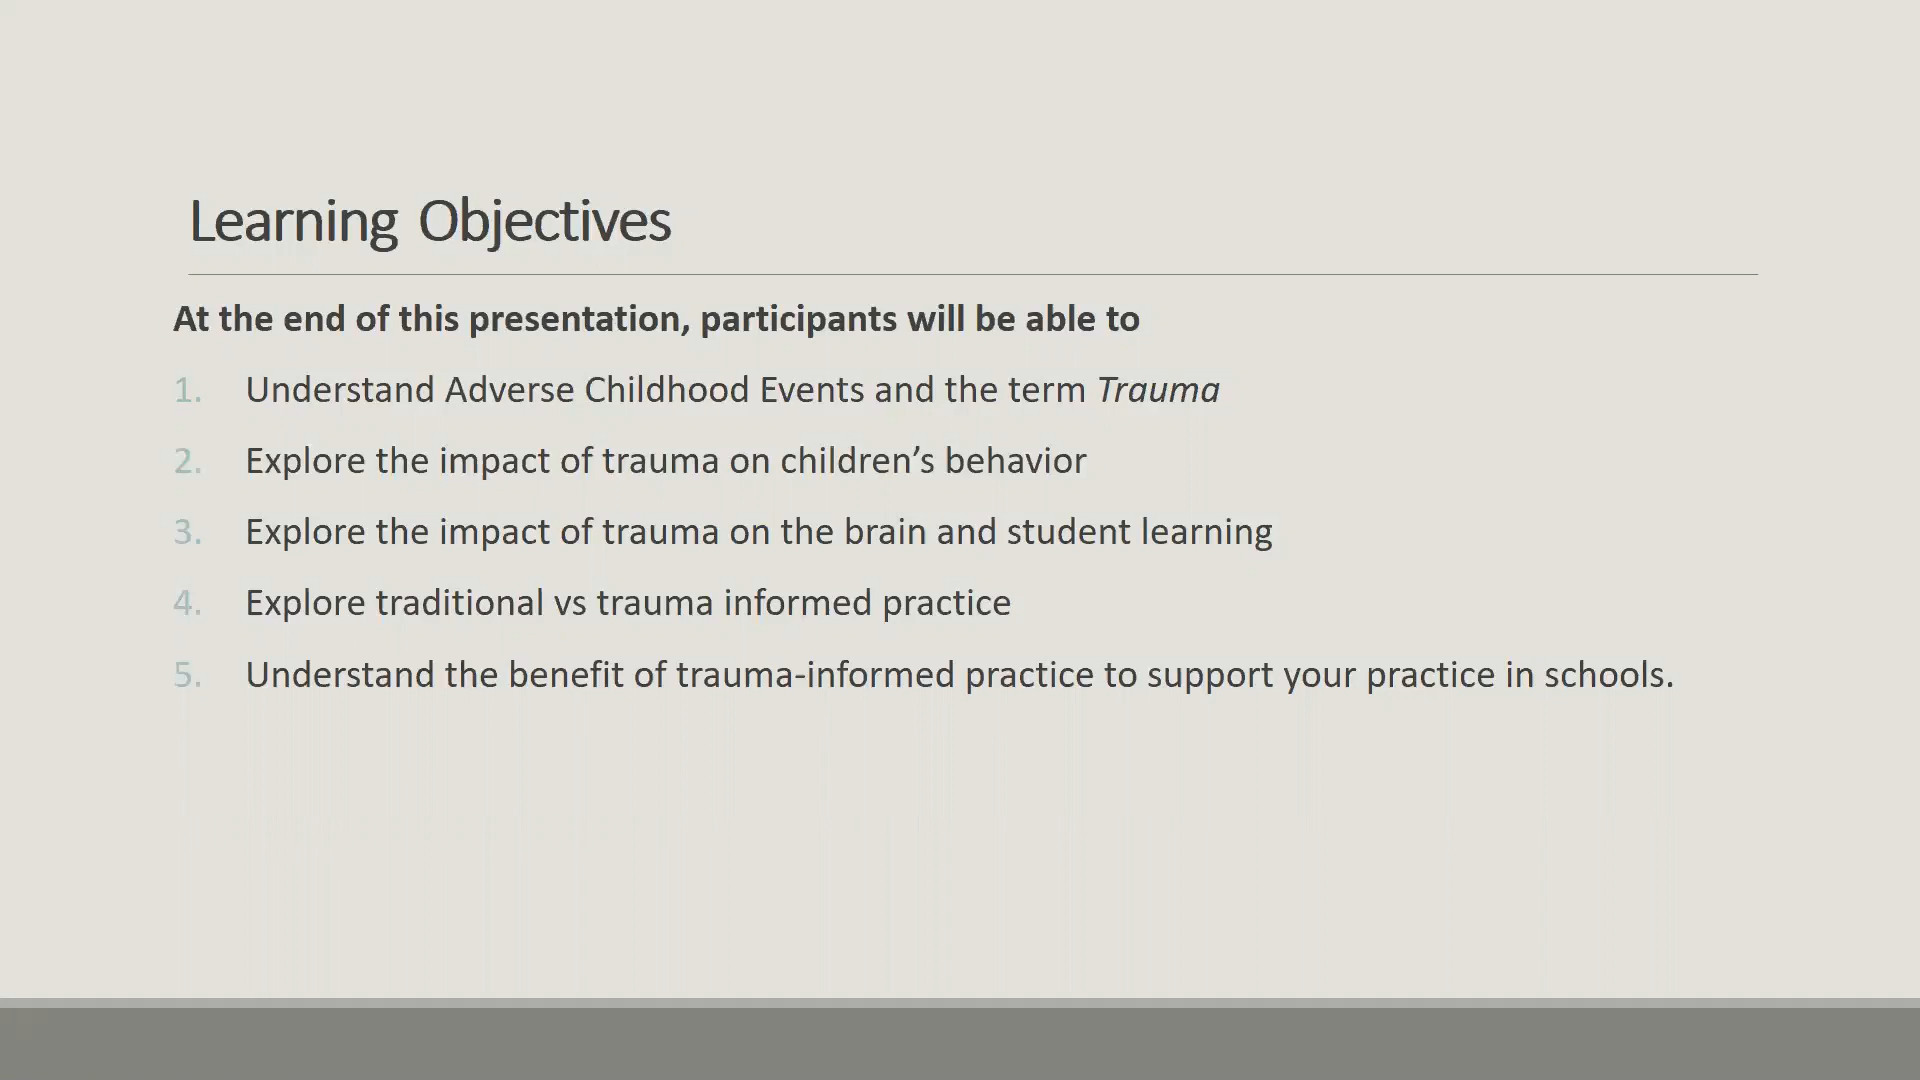 Learning Objectives
At the end of this presentation, participants will be able to
1. Understand Adverse Childhood Events and the term Trauma
2. Explore the impact of trauma on children’s behavior
3. Explore the impact of trauma on the brain and student learning
4. Explore traditional vs trauma informed practice
5. Understand the benefit of trauma-informed practice to support your practice in schools.